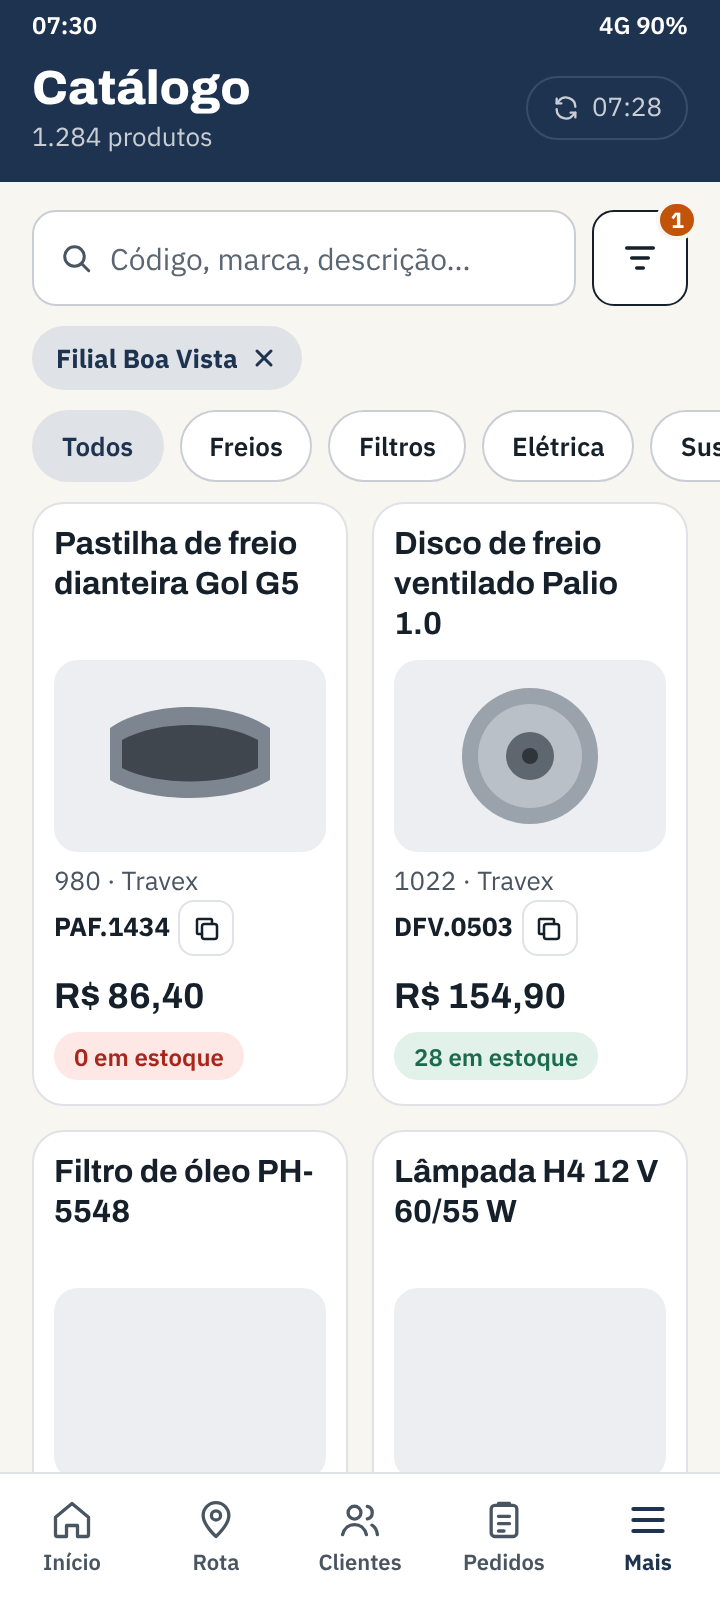 07:30
4G 90%
Catálogo
1.284 produtos
07:28
Código, marca, descrição...
1
Filial Boa Vista
Todos
Freios
Filtros
Elétrica
Sus
Pastilha de freio
dianteira Gol G5
980 · Travex
PAF.1434
R$ 86,40
0 em estoque
Disco de freio
ventilado Palio
1.0
1022 · Travex
DFV.0503
R$ 154,90
28 em estoque
Filtro de óleo PH-
5548
Lâmpada H4 12 V
60/55 W
Início
Rota
Clientes
Pedidos
Mais